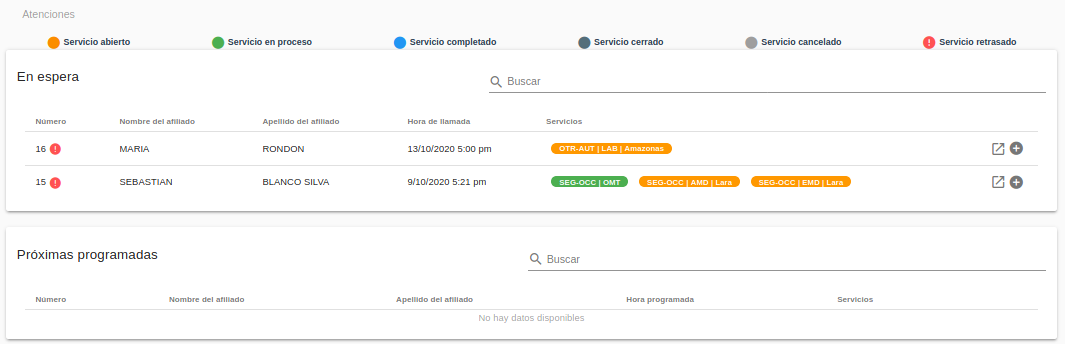 Atenciones
Servicio abierto Servicio en proceso Servicio completado Servicio cerrado Servicio cancelado Servicio retrasado
En espera
Buscar
Número Nombre del afiliado Apellido del afiliado Hora de llamada Servicios
16 MARIA RONDON 13/10/2020 5:00 pm OTR-AUT | LAB | Amazonas
15 SEBASTIAN BLANCO SILVA 9/10/2020 5:21 pm SEG-OCC | OMT SEG-OCC | AMD | Lara SEG-OCC | EMD | Lara
Próximas programadas
Buscar
Número Nombre del afiliado Apellido del afiliado Hora programada Servicios
No hay datos disponibles